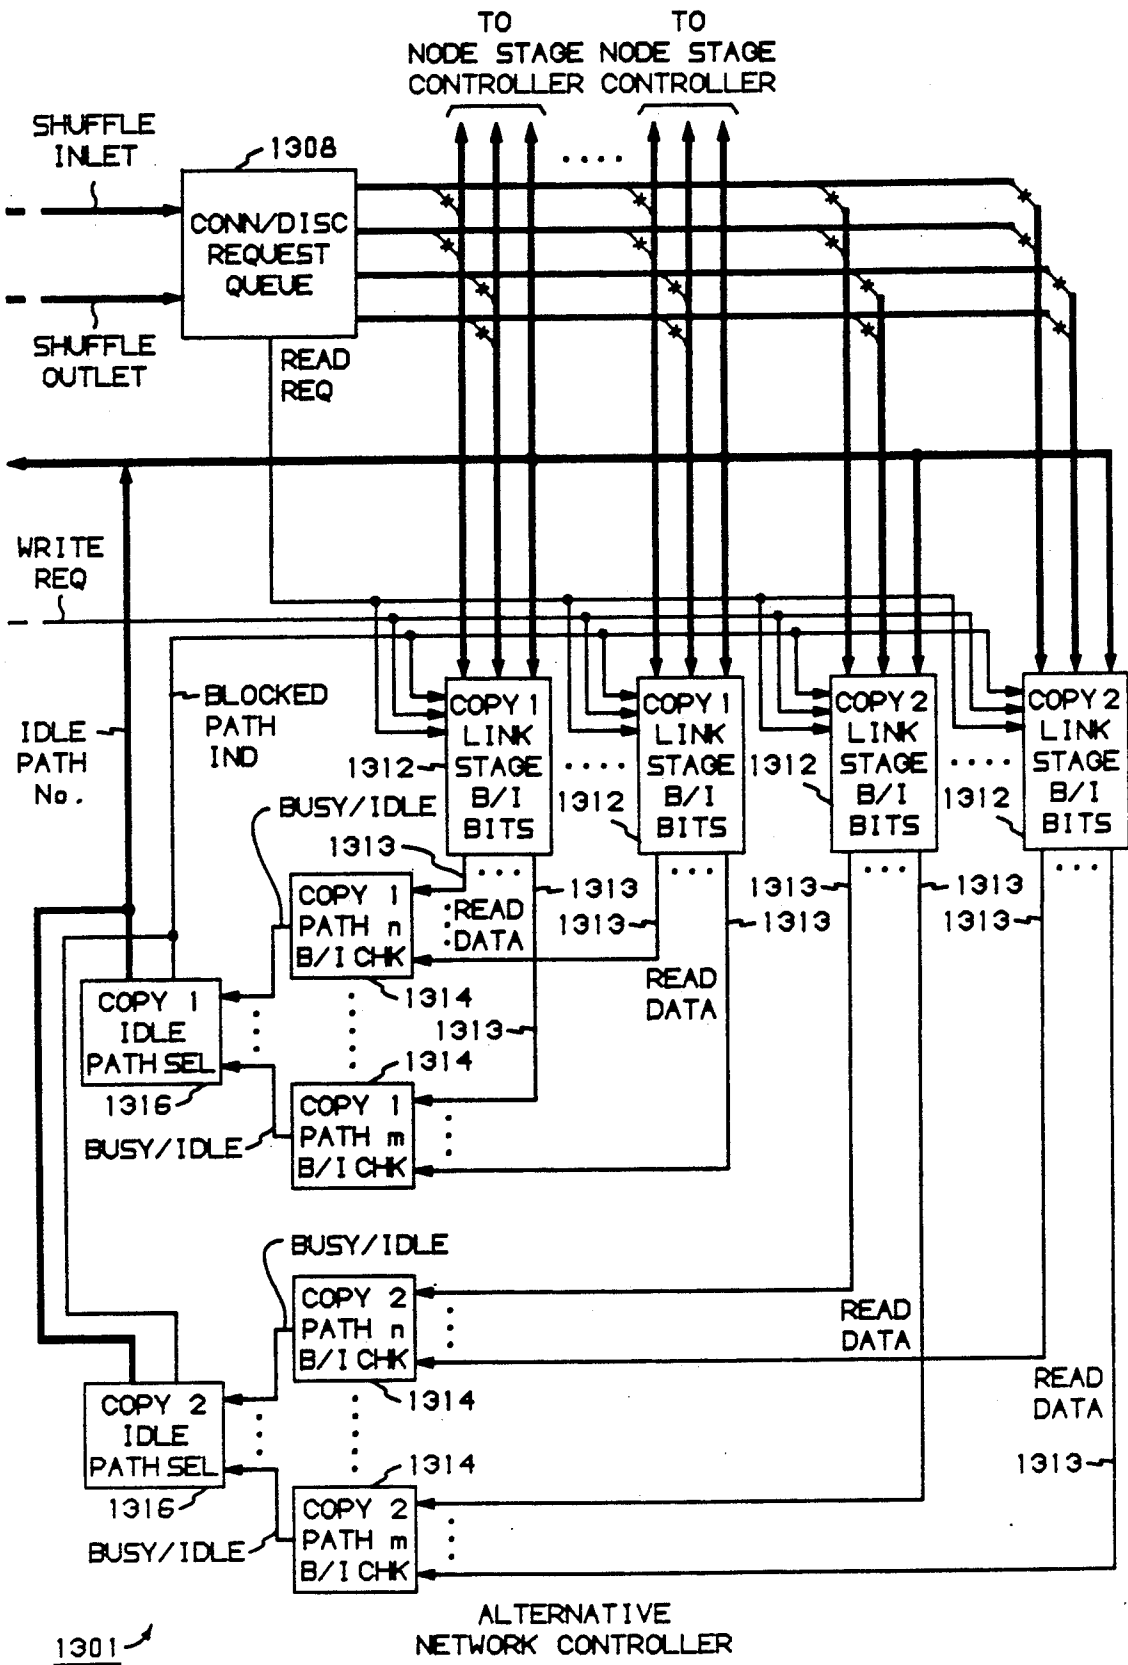 TO
NODE STAGE
CONTROLLER
TO
NODE STAGE
CONTROLLER
SHUFFLE
INLET
1308
CONN/DISC
REQUEST
QUEUE
SHUFFLE
OUTLET
READ
REQ
WRITE
REQ
BLOCKED
PATH
IND
IDLE
PATH
No.
COPY 1
LINK
STAGE
B/I
BITS
1312
COPY 1
LINK
STAGE
B/I
BITS
1312
COPY 2
LINK
STAGE
B/I
BITS
1312
COPY 2
LINK
STAGE
B/I
BITS
1312
BUSY/IDLE
1313
1313
1313
1313
1313
1313
1313
READ
DATA
READ
DATA
COPY 1
PATH n
B/I CHK
1314
1313
COPY 1
IDLE
PATH SEL
1316
1314
COPY 1
PATH m
B/I CHK
BUSY/IDLE
BUSY/IDLE
COPY 2
PATH n
B/I CHK
1314
READ
DATA
READ
DATA
1313
COPY 2
IDLE
PATH SEL
1316
1314
COPY 2
PATH m
B/I CHK
BUSY/IDLE
ALTERNATIVE
NETWORK CONTROLLER
1301